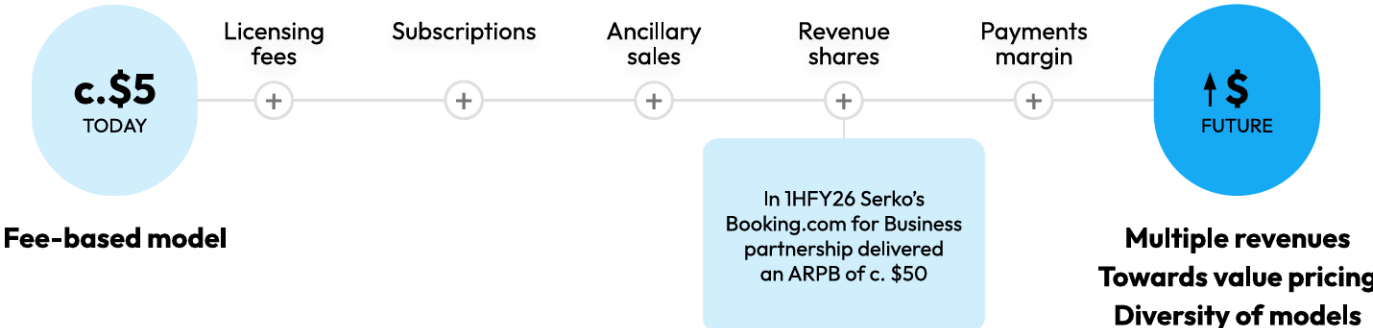 c.$5
TODAY
Fee-based model
Licensing
fees
+
Subscriptions
+
Ancillary
sales
+
Revenue
shares
+
In 1HFY26 Serko’s
Booking.com for Business
partnership delivered
an ARPB of c. $50
Payments
margin
+
$
FUTURE
Multiple revenues
Towards value pricing
Diversity of models